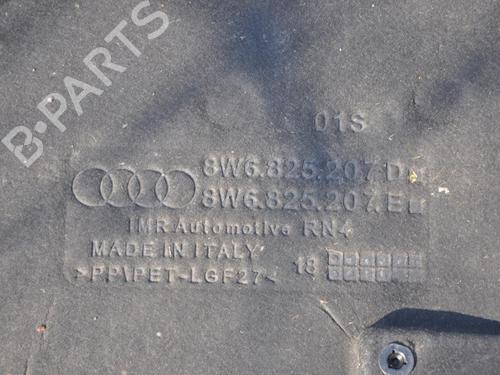 B-PARTS
01S
8W6.825.207.D
8W6.825.207.E
IMR Automotive RN4
MADE IN ITALY
>PP\PET-LGF27<
18